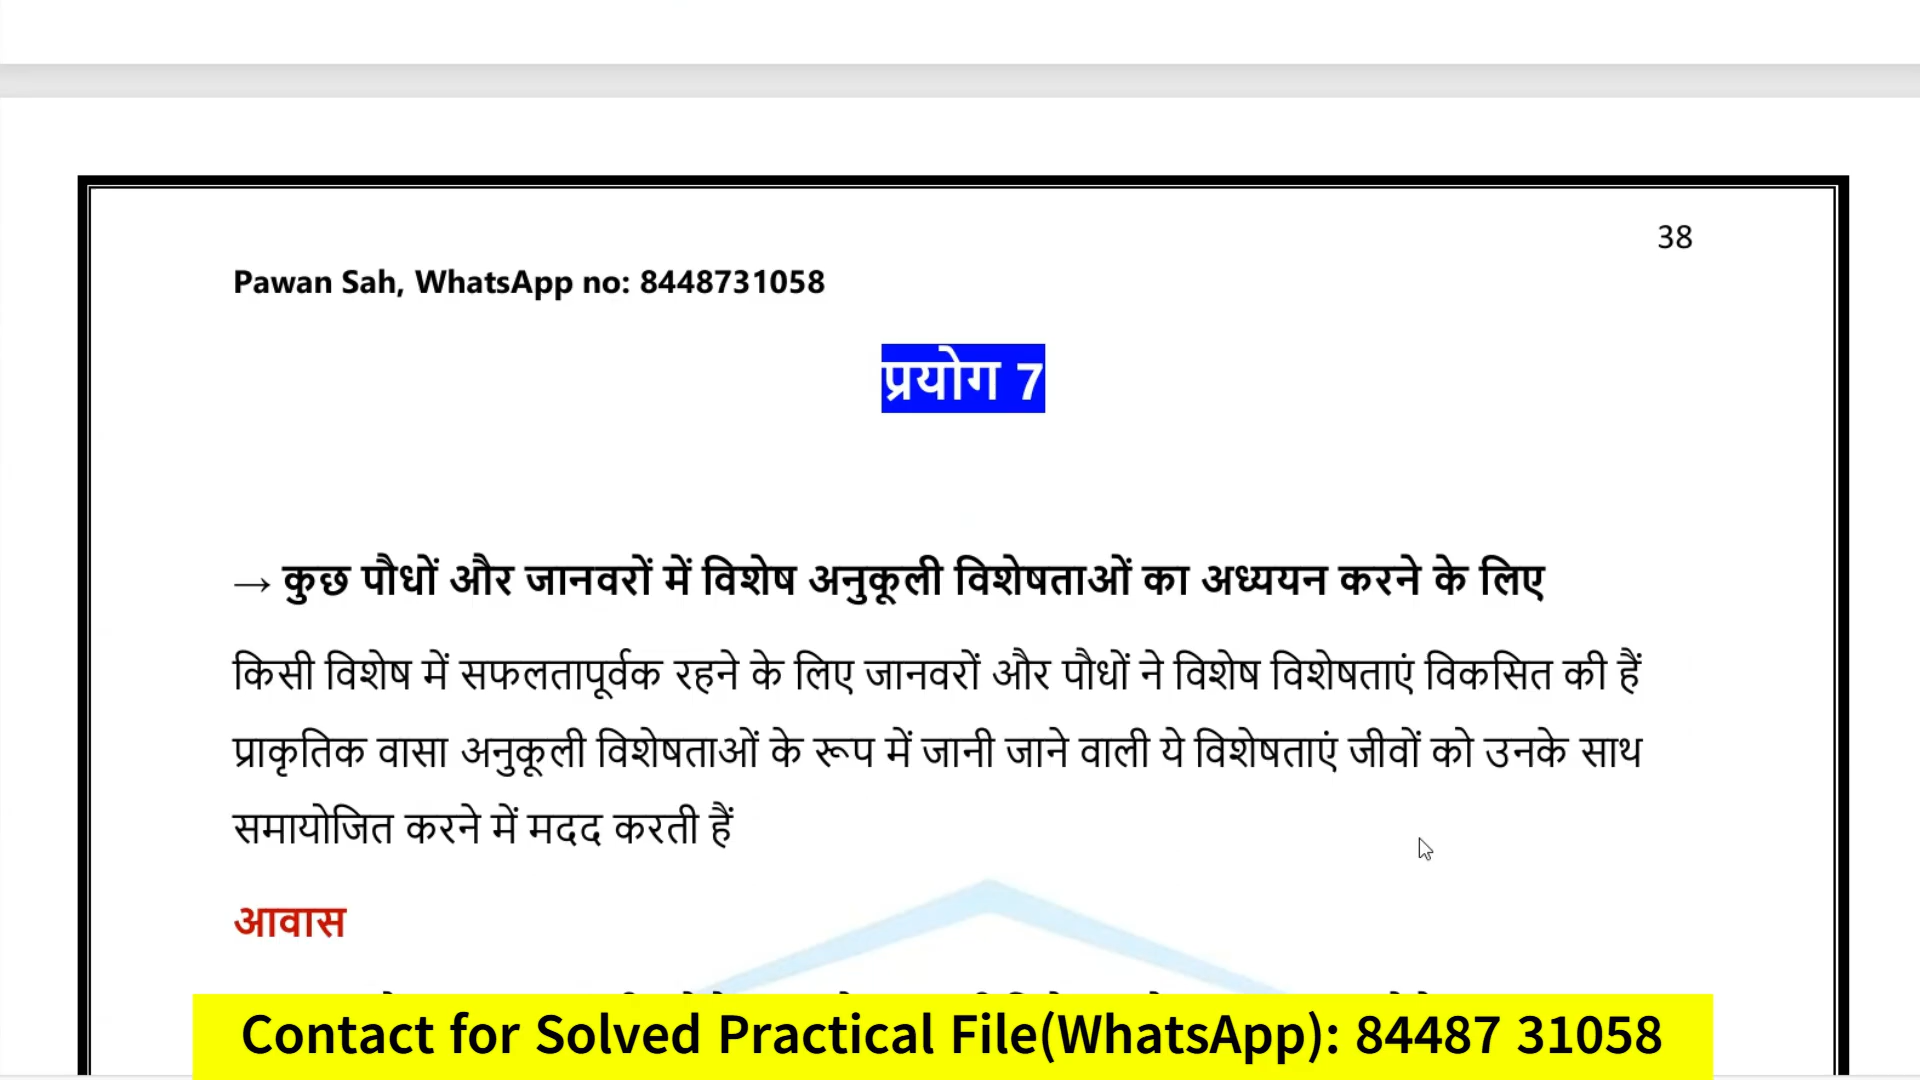 38
Pawan Sah, WhatsApp no: 8448731058
प्रयोग 7
→ कुछ पौधों और जानवरों में विशेष अनुकूली विशेषताओं का अध्ययन करने के लिए
किसी विशेष में सफलतापूर्वक रहने के लिए जानवरों और पौधों ने विशेष विशेषताएं विकसित की हैं
प्राकृतिक वासा अनुकूली विशेषताओं के रूप में जानी जाने वाली ये विशेषताएं जीवों को उनके साथ
समायोजित करने में मदद करती हैं
आवास
Contact for Solved Practical File(WhatsApp): 84487 31058